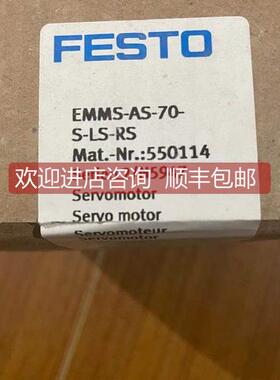 FESTO
EMMS-AS-70-
S-LS-RS
Mat.-Nr.:550114
欢迎进店咨询 顺丰包邮
Servomotor
Servo motor
Servomoteur